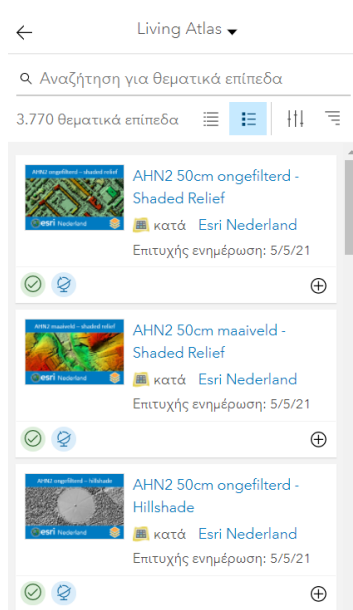 Living Atlas
Αναζήτηση για θεματικά επίπεδα
3.770 θεματικά επίπεδα
AHN2 ongefilterd - shaded relief
esri Nederland
AHN2 50cm ongefilterd -
Shaded Relief
κατά Esri Nederland
Επιτυχής ενημέρωση: 5/5/21
AHN2 maaiveld - shaded relief
esri Nederland
AHN2 50cm maaiveld -
Shaded Relief
κατά Esri Nederland
Επιτυχής ενημέρωση: 5/5/21
AHN2 ongefilterd - hillshade
esri Nederland
AHN2 50cm ongefilterd -
Hillshade
κατά Esri Nederland
Επιτυχής ενημέρωση: 5/5/21